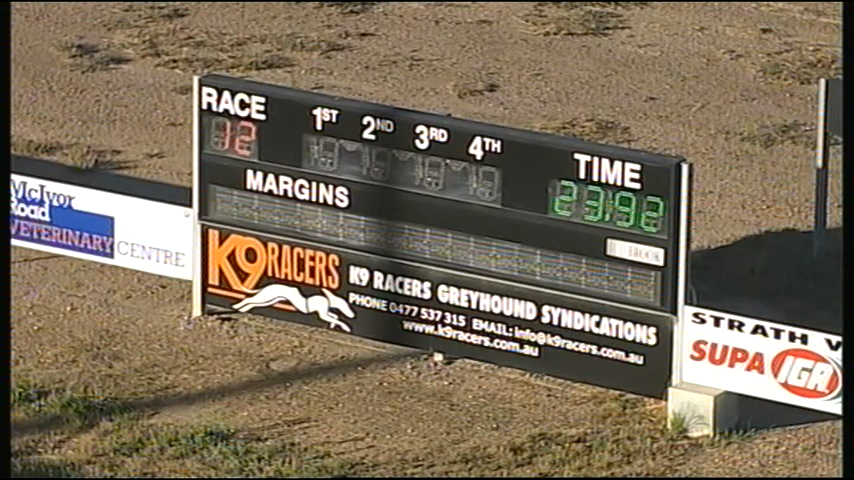 RACE 1ST 2ND 3RD 4TH TIME
12 23.92
MARGINS
K9 RACERS
K9 RACERS GREYHOUND SYNDICATIONS
PHONE 0477 537 315 EMAIL: info@k9racers.com.au
www.k9racers.com.au
McIvor
Road
VETERINARY
CENTRE
STRATH
SUPA IGA